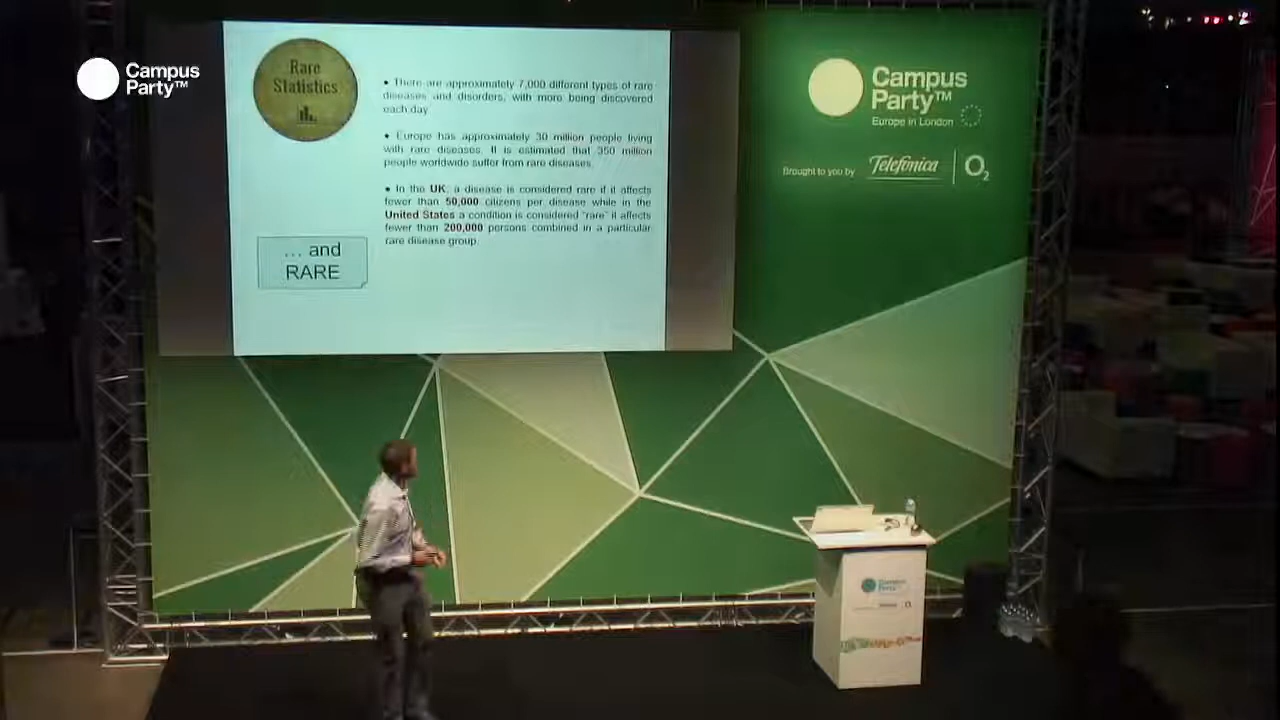 Campus
Party™
Rare
Statistics
• There are approximately 7,000 different types of rare
diseases and disorders, with more being discovered
each day.
• Europe has approximately 30 million people living
with rare diseases. It is estimated that 350 million
people worldwide suffer from rare diseases.
• In the UK, a disease is considered rare if it affects
fewer than 50,000 citizens per disease while in the
United States a condition is considered "rare" it affects
fewer than 200,000 persons combined in a particular
rare disease group.
... and
RARE
Campus
Party™
Europe in London
Brought to you by Telefónica O2
Campus
Party™